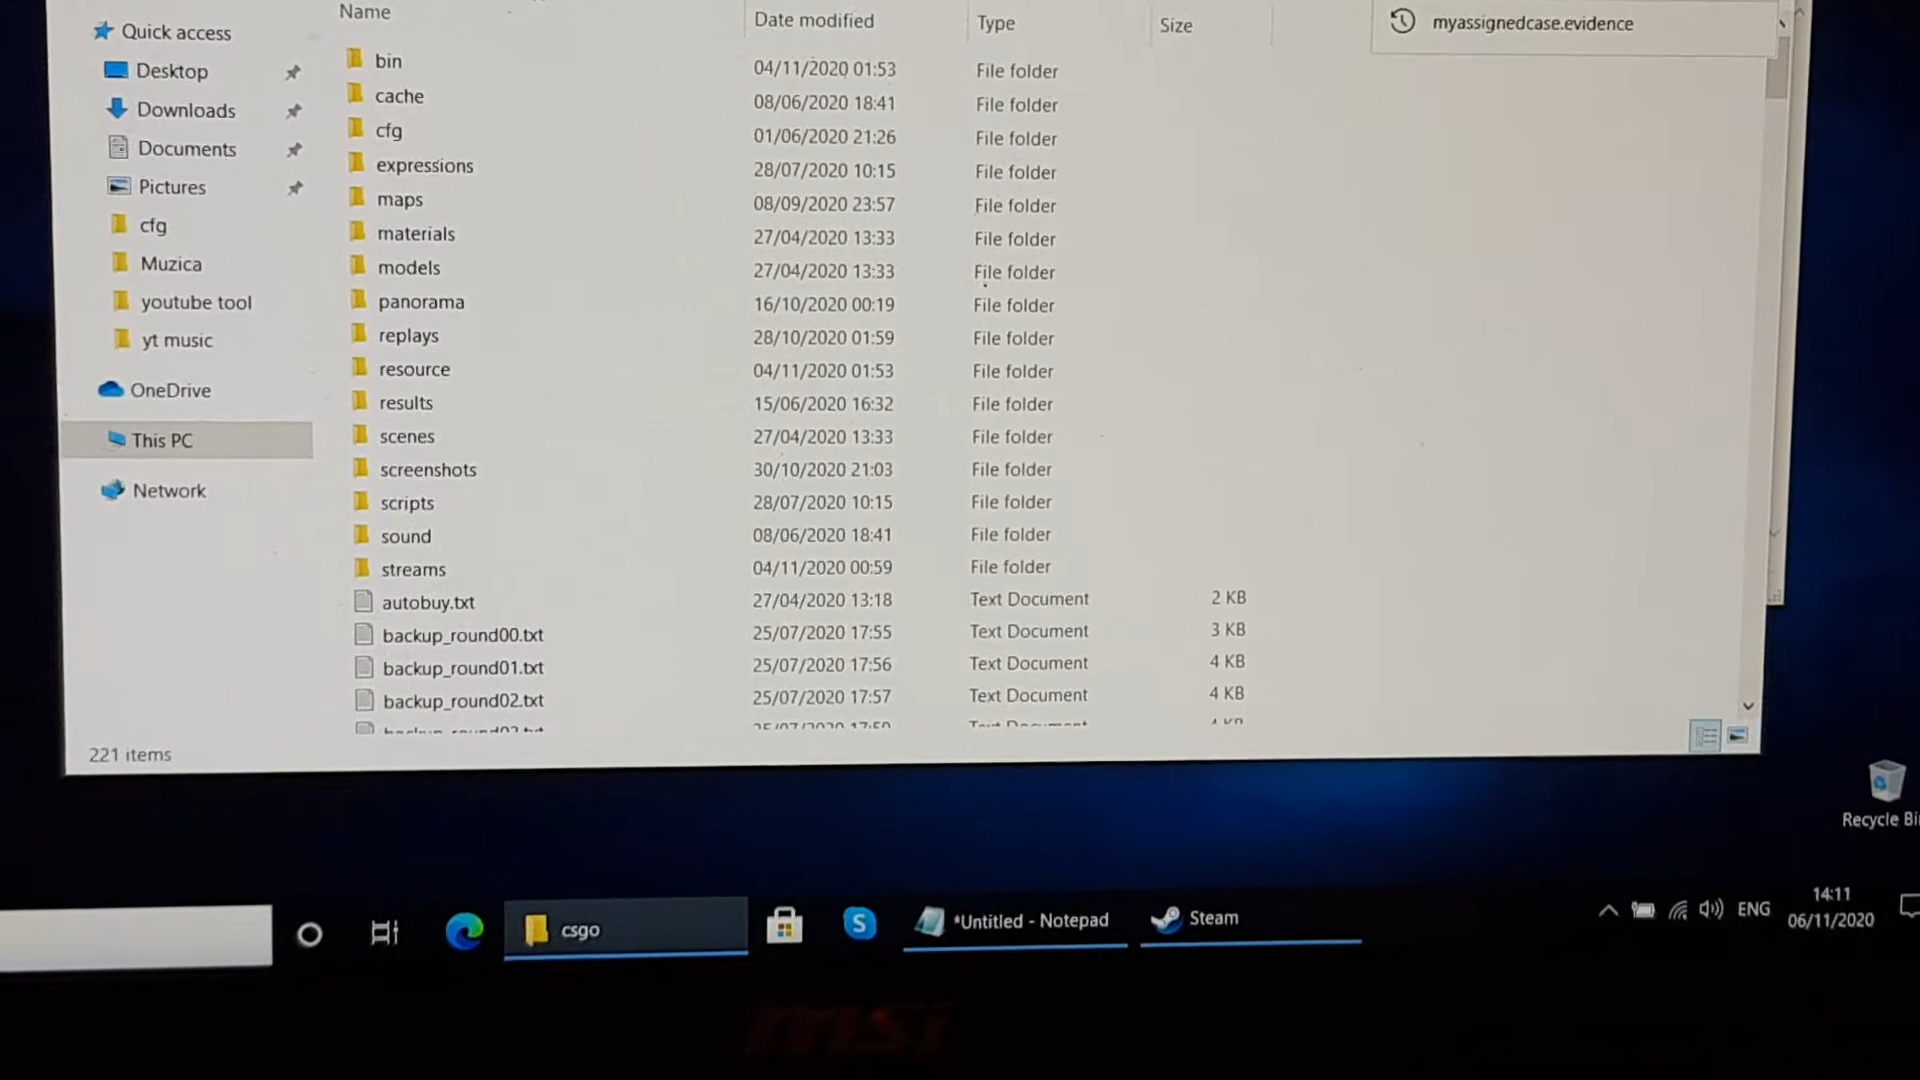 Name Date modified Type Size
myassignedcase.evidence
Quick access
Desktop
Downloads
Documents
Pictures
cfg
Muzica
youtube tool
yt music
OneDrive
This PC
Network
bin 04/11/2020 01:53 File folder
cache 08/06/2020 18:41 File folder
cfg 01/06/2020 21:26 File folder
expressions 28/07/2020 10:15 File folder
maps 08/09/2020 23:57 File folder
materials 27/04/2020 13:33 File folder
models 27/04/2020 13:33 File folder
panorama 16/10/2020 00:19 File folder
replays 28/10/2020 01:59 File folder
resource 04/11/2020 01:53 File folder
results 15/06/2020 16:32 File folder
scenes 27/04/2020 13:33 File folder
screenshots 30/10/2020 21:03 File folder
scripts 28/07/2020 10:15 File folder
sound 08/06/2020 18:41 File folder
streams 04/11/2020 00:59 File folder
autobuy.txt 27/04/2020 13:18 Text Document 2 KB
backup_round00.txt 25/07/2020 17:55 Text Document 3 KB
backup_round01.txt 25/07/2020 17:56 Text Document 4 KB
backup_round02.txt 25/07/2020 17:57 Text Document 4 KB
221 items
Recycle Bi
csgo
*Untitled - Notepad
Steam
ENG
14:11
06/11/2020
msi